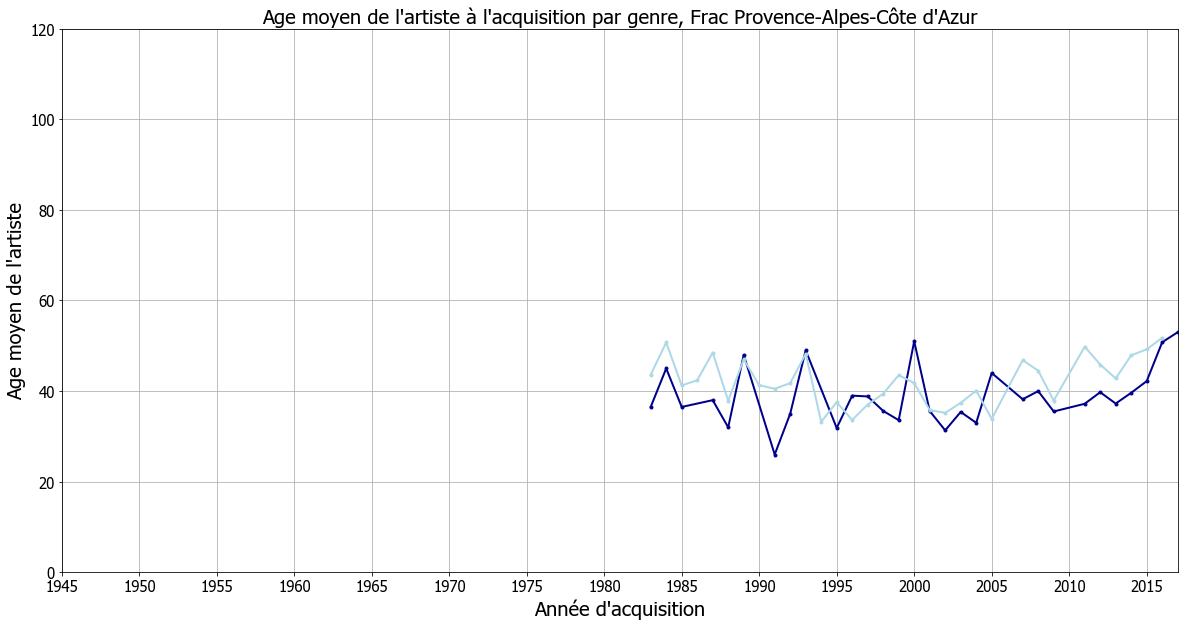 Age moyen de l'artiste à l'acquisition par genre, Frac Provence-Alpes-Côte d'Azur
120
100
80
60
40
20
0
Age moyen de l'artiste
1945 1950 1955 1960 1965 1970 1975 1980 1985 1990 1995 2000 2005 2010 2015
Année d'acquisition